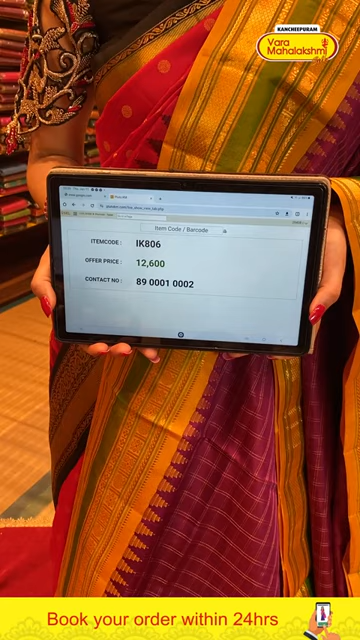 KANCHEEPURAM
Vara
Mahalakshmi
Item Code / Barcode
ITEMCODE : IK806
OFFER PRICE : 12,600
CONTACT NO : 89 0001 0002
Book your order within 24hrs